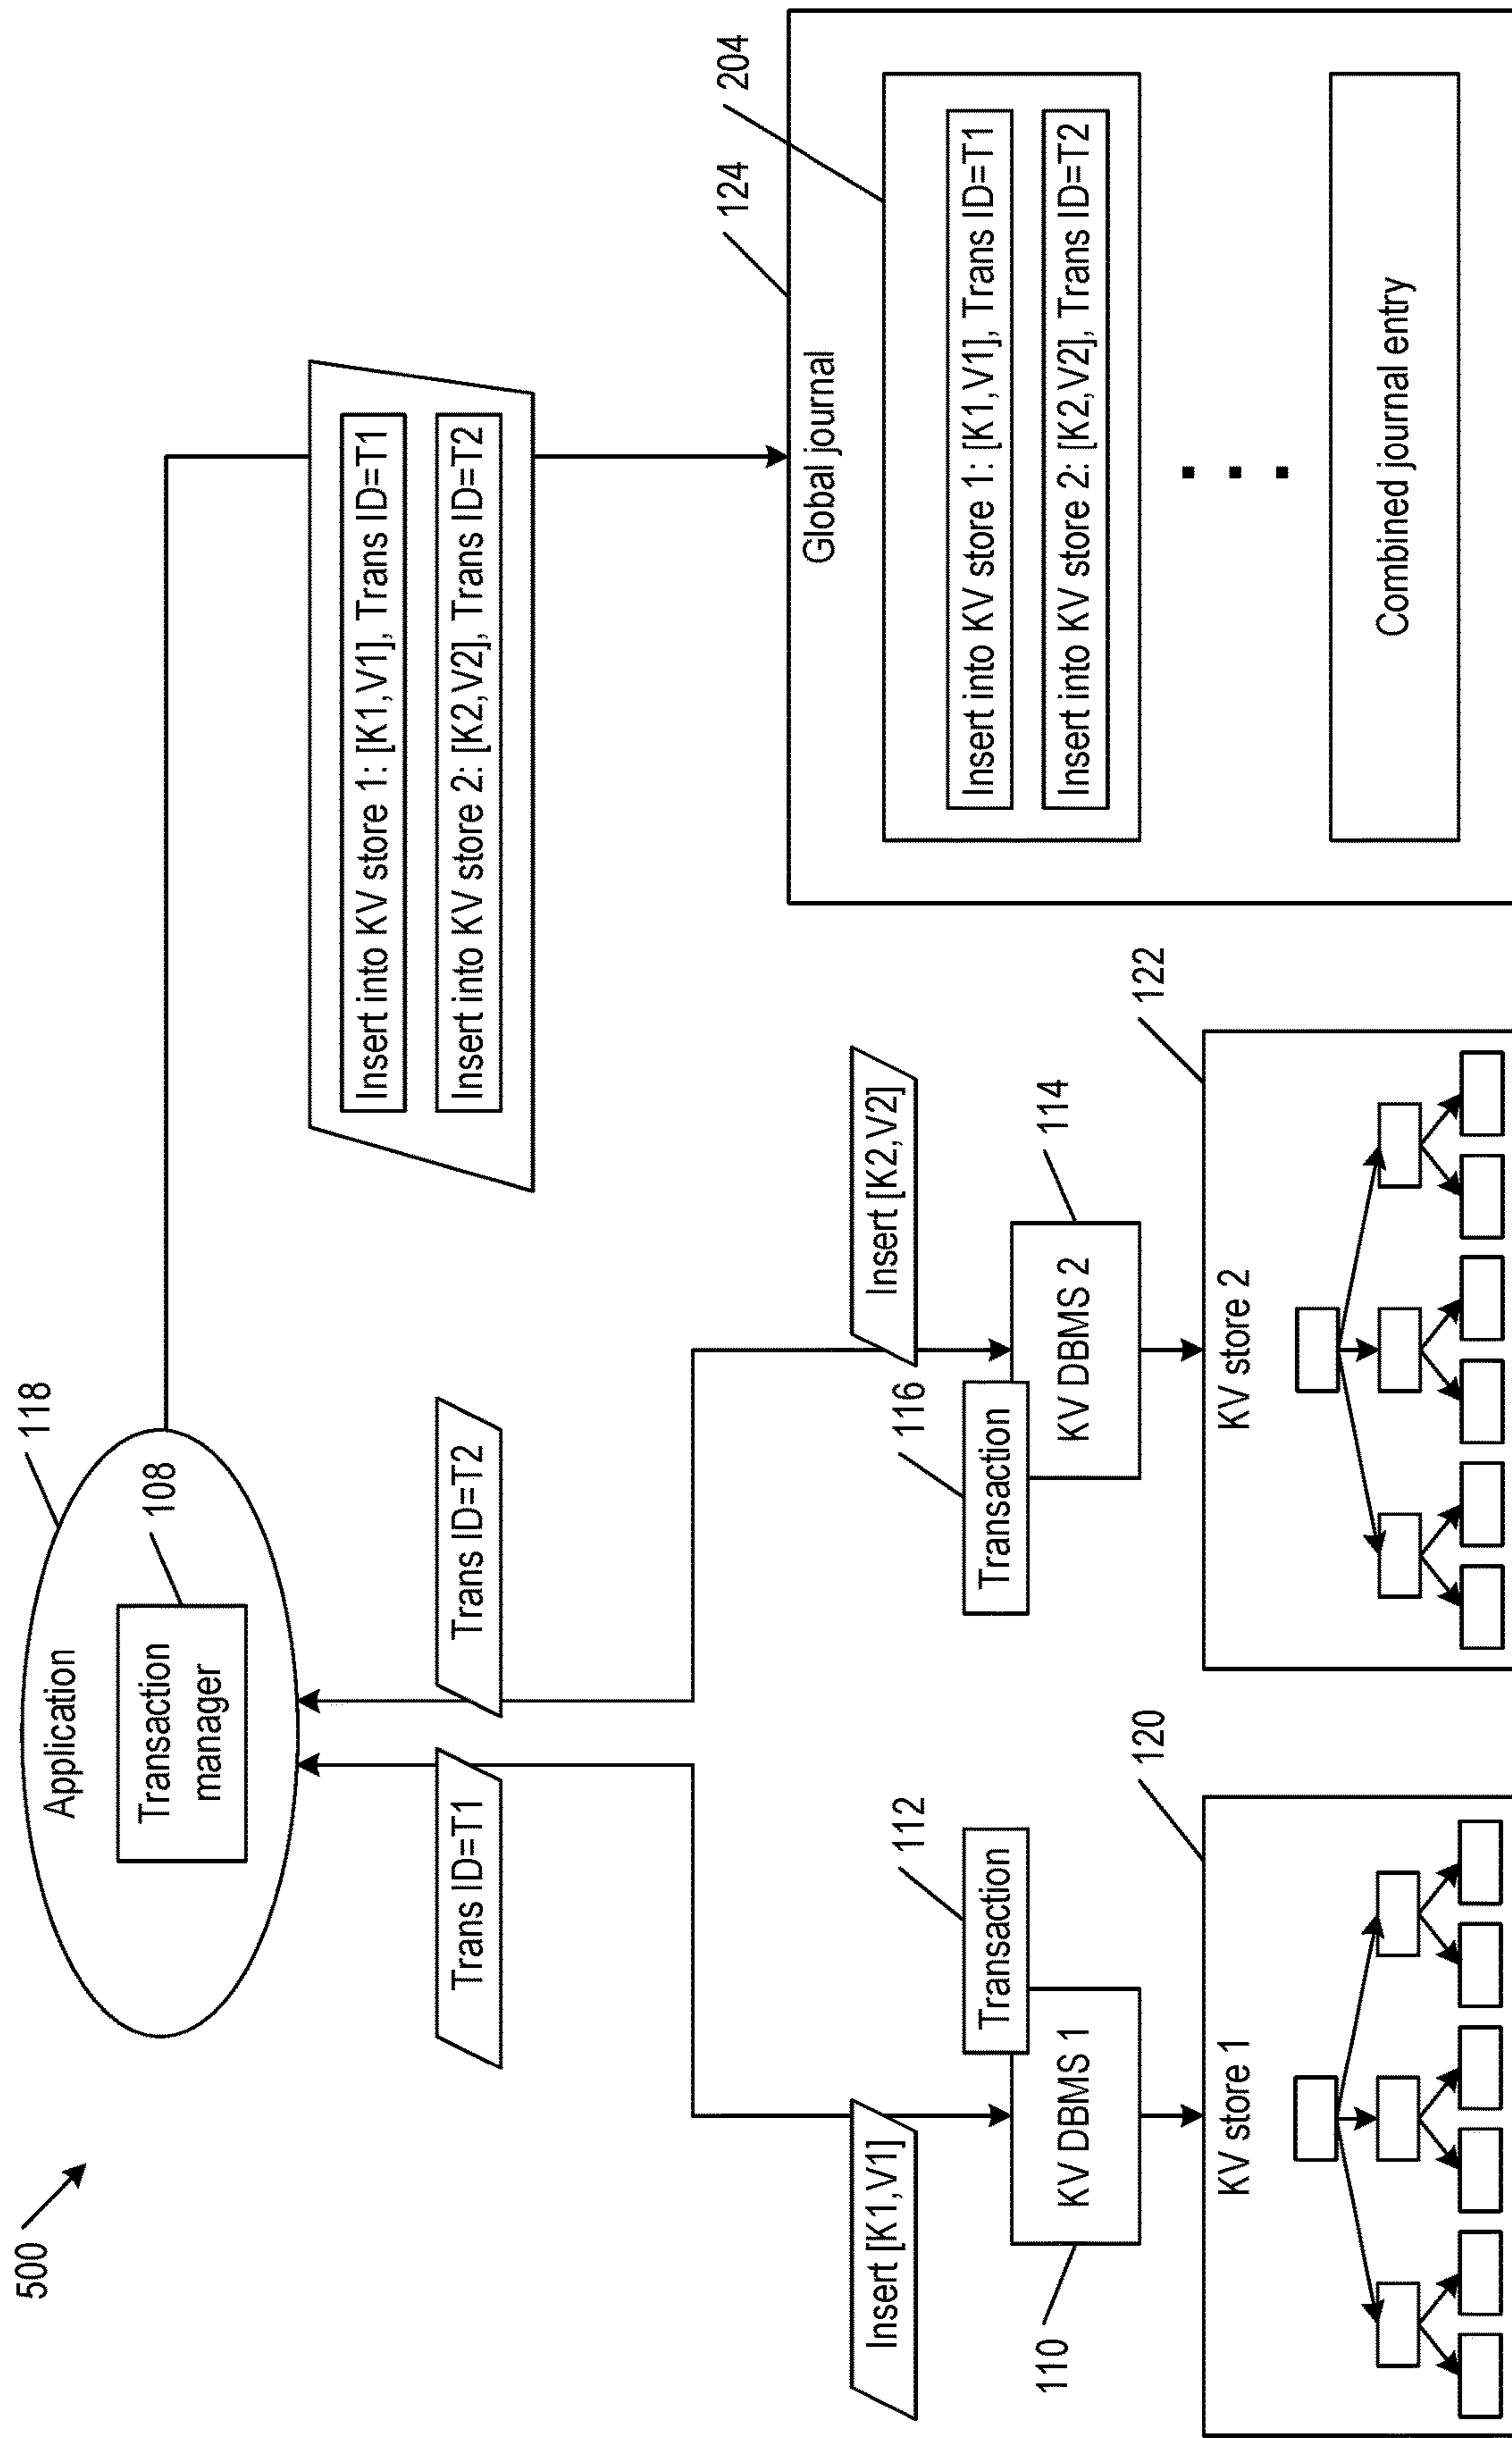 500
118
Application
108
Transaction
manager
Trans ID=T1
Trans ID=T2
Insert into KV store 1: [K1,V1], Trans ID=T1
Insert into KV store 2: [K2,V2], Trans ID=T2
Insert [K1,V1]
Insert [K2,V2]
112
Transaction
116
Transaction
110
KV DBMS 1
KV DBMS 2
114
120
KV store 1
122
KV store 2
124
204
Global journal
Insert into KV store 1: [K1,V1], Trans ID=T1
Insert into KV store 2: [K2,V2], Trans ID=T2
Combined journal entry